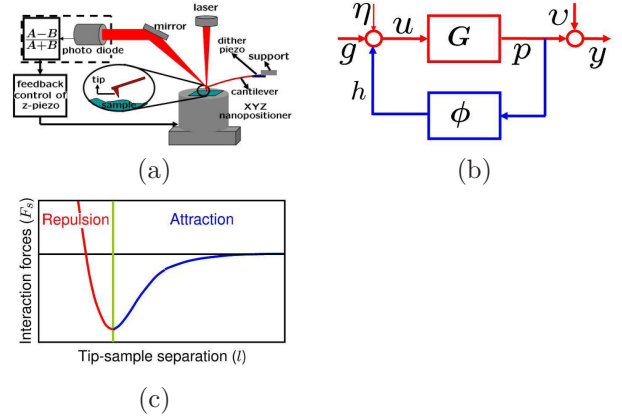 laser
mirror
dither
piezo
support
A−B
A+B
photo diode
tip
sample
cantilever
feedback
control of
z-piezo
XYZ
nanopositioner
(a)
η
υ
g
u
G
p
y
h
ϕ
(b)
Repulsion
Attraction
Interaction forces (Fs)
Tip-sample separation (l)
(c)